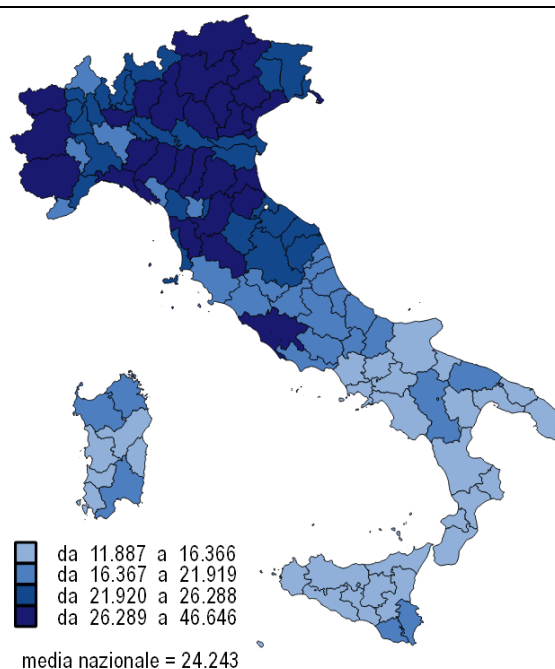 da 11.887 a 16.366
da 16.367 a 21.919
da 21.920 a 26.288
da 26.289 a 46.646
media nazionale = 24.243